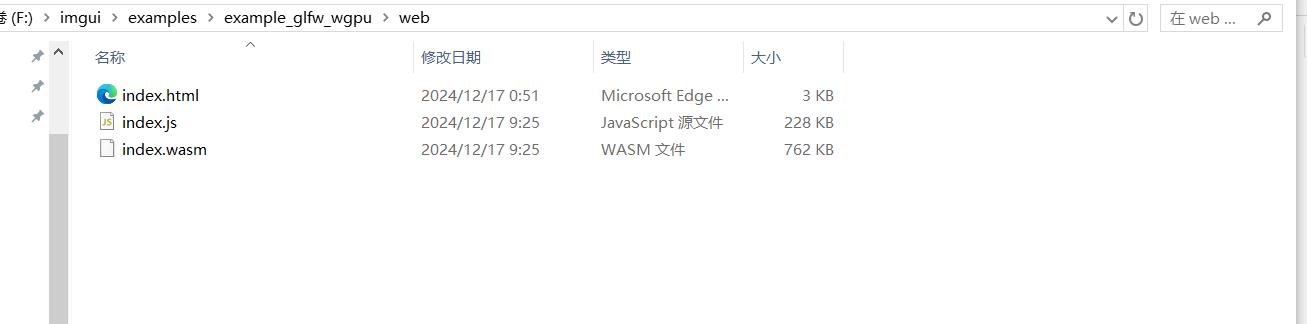 卷 (F:) > imgui > examples > example_glfw_wgpu > web 在 web ...
名称 修改日期 类型 大小
index.html 2024/12/17 0:51 Microsoft Edge ... 3 KB
index.js 2024/12/17 9:25 JavaScript 源文件 228 KB
index.wasm 2024/12/17 9:25 WASM 文件 762 KB